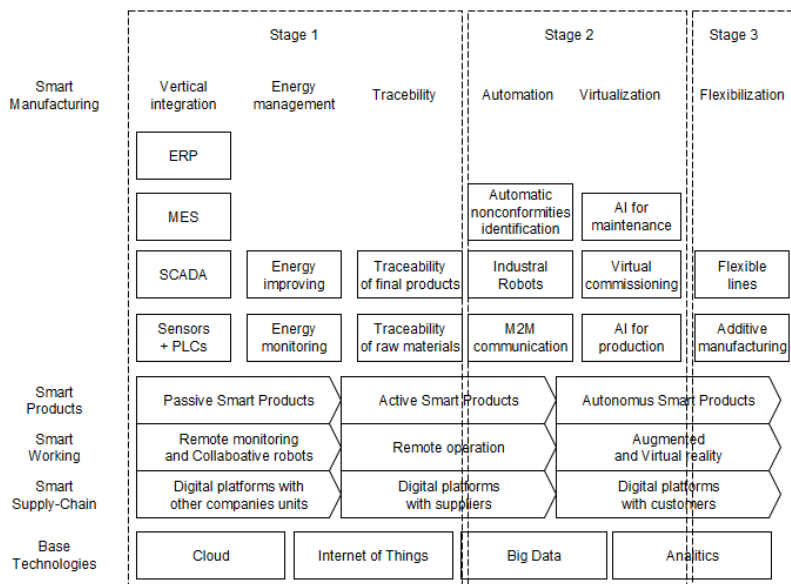 Stage 1
Stage 2
Stage 3
Smart
Manufacturing
Vertical
integration
Energy
management
Tracebility
Automation
Virtualization
Flexibilization
ERP
MES
Automatic
nonconformities
identification
AI for
maintenance
SCADA
Energy
improving
Traceability
of final products
Industral
Robots
Virtual
commissioning
Flexible
lines
Sensors
+ PLCs
Energy
monitoring
Traceability
of raw materials
M2M
communication
AI for
production
Additive
manufacturing
Smart
Products
Passive Smart Products
Active Smart Products
Autonomus Smart Products
Smart
Working
Remote monitoring
and Collaboative robots
Remote operation
Augmented
and Virtual reality
Smart
Supply-Chain
Digital platforms with
other companies units
Digital platforms
with suppliers
Digital platforms
with customers
Base
Technologies
Cloud
Internet of Things
Big Data
Analitics